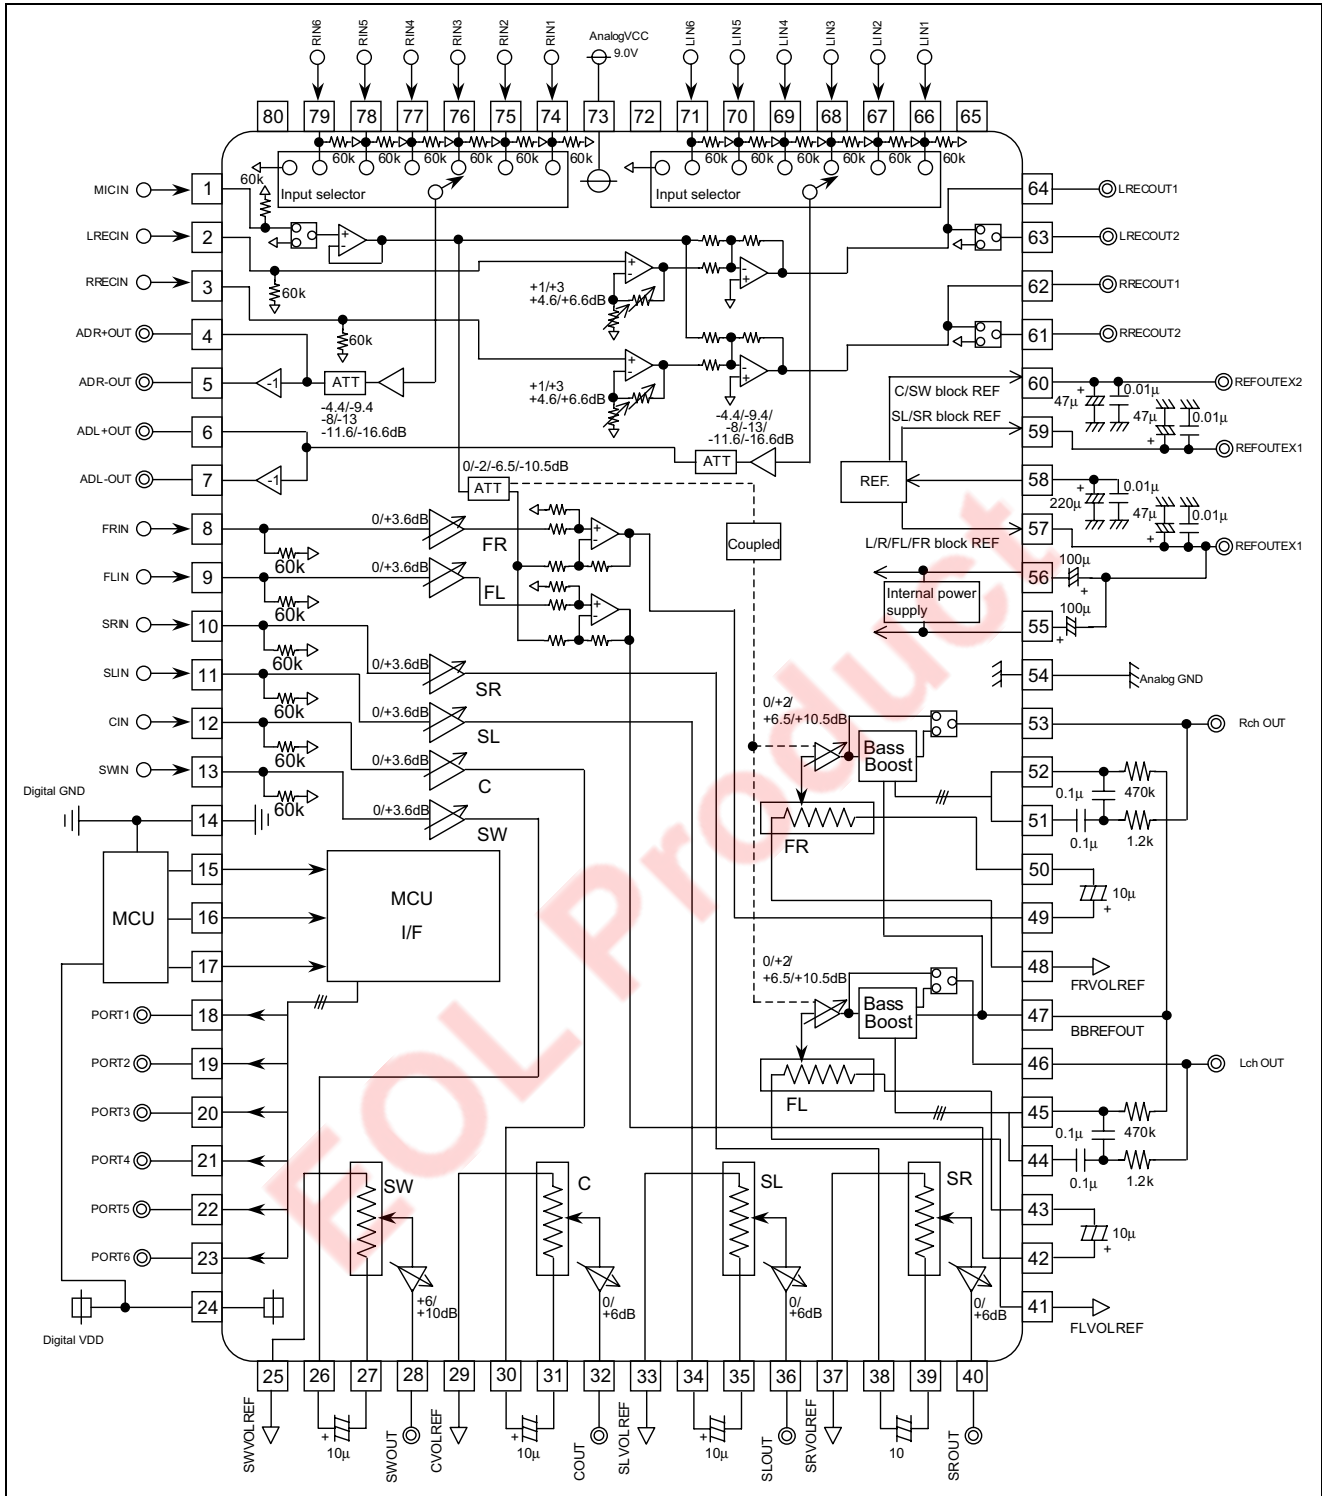 RIN6
RIN5
RIN4
RIN3
RIN2
RIN1
AnalogVCC
9.0V
LIN6
LIN5
LIN4
LIN3
LIN2
LIN1
80
79
78
77
76
75
74
73
72
71
70
69
68
67
66
65
60k
60k
60k
60k
60k
60k
60k
60k
60k
60k
60k
60k
60k
Input selector
Input selector
MICIN
1
LRECIN
2
RRECIN
3
ADR+OUT
4
ADR-OUT
5
ADL+OUT
6
ADL-OUT
7
FRIN
8
FLIN
9
SRIN
10
SLIN
11
CIN
12
SWIN
13
Digital GND
14
15
16
17
MCU
MCU
I/F
PORT1
18
PORT2
19
PORT3
20
PORT4
21
PORT5
22
PORT6
23
24
Digital VDD
60k
60k
+
-
+
-
+1/+3
+4.6/+6.6dB
-
+
+
-
+1/+3
+4.6/+6.6dB
-
+
-1
ATT
-4.4/-9.4
-8/-13
-11.6/-16.6dB
-1
ATT
-4.4/-9.4/
-8/-13/
-11.6/-16.6dB
0/-2/-6.5/-10.5dB
ATT
Coupled
60k
0/+3.6dB
FR
+
-
60k
0/+3.6dB
FL
+
-
60k
0/+3.6dB
SR
60k
0/+3.6dB
SL
60k
0/+3.6dB
C
60k
0/+3.6dB
SW
64
LRECOUT1
63
LRECOUT2
62
RRECOUT1
61
RRECOUT2
60
C/SW block REF
+
47μ
0.01μ
REFOUTEX2
SL/SR block REF
59
47μ
+
0.01μ
REFOUTEX1
REF.
58
+
220μ
0.01μ
57
L/R/FL/FR block REF
47μ
+
0.01μ
REFOUTEX1
56
100μ
+
Internal power
supply
55
100μ
+
54
Analog GND
0/+2/
+6.5/+10.5dB
Bass
Boost
53
Rch OUT
52
0.1μ
470k
51
0.1μ
1.2k
FR
50
10μ
+
49
48
FRVOLREF
0/+2/
+6.5/+10.5dB
Bass
Boost
47
BBREFOUT
46
Lch OUT
FL
45
0.1μ
470k
44
0.1μ
1.2k
43
10μ
+
42
41
FLVOLREF
SW
+6/
+10dB
C
0/
+6dB
SL
0/
+6dB
SR
0/
+6dB
25
26
27
28
29
30
31
32
33
34
35
36
37
38
39
40
SWVOLREF
+
10μ
SWOUT
CVOLREF
+
10μ
COUT
SLVOLREF
+
10μ
SLOUT
SRVOLREF
10
SROUT
EOL Product